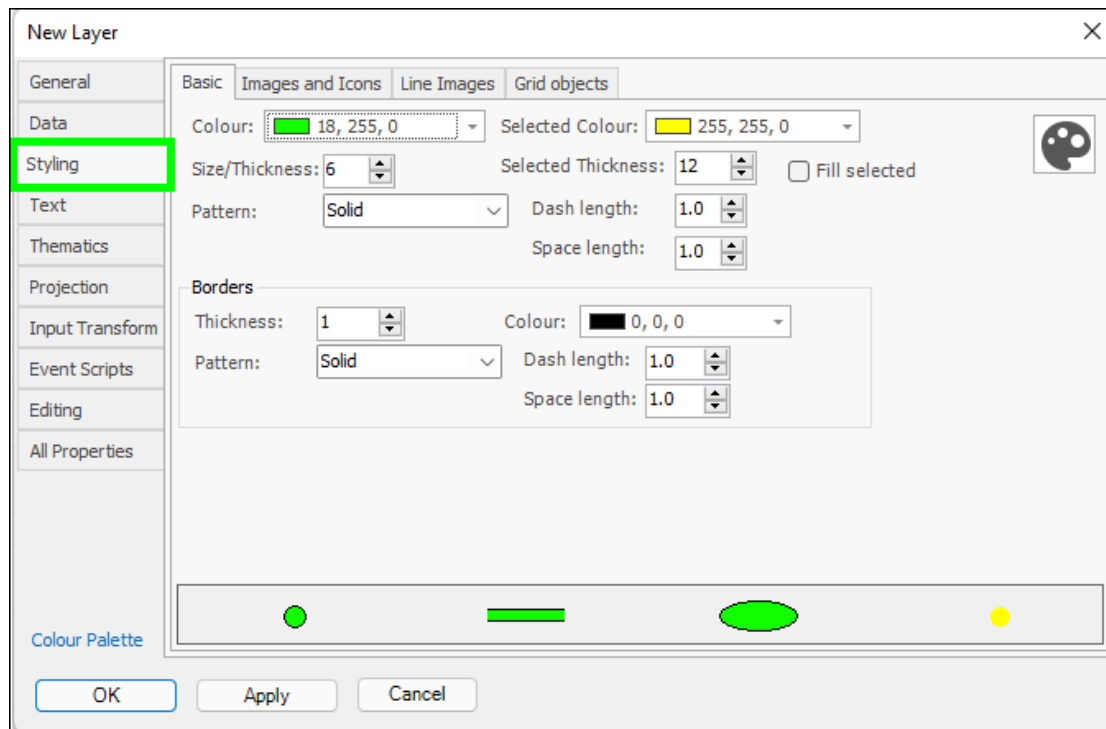 New Layer
General
Data
Styling
Text
Thematics
Projection
Input Transform
Event Scripts
Editing
All Properties
Colour Palette
Basic Images and Icons Line Images Grid objects
Colour: 18, 255, 0 Selected Colour: 255, 255, 0
Size/Thickness: 6 Selected Thickness: 12 Fill selected
Pattern: Solid Dash length: 1.0
Space length: 1.0
Borders
Thickness: 1 Colour: 0, 0, 0
Pattern: Solid Dash length: 1.0
Space length: 1.0
OK Apply Cancel